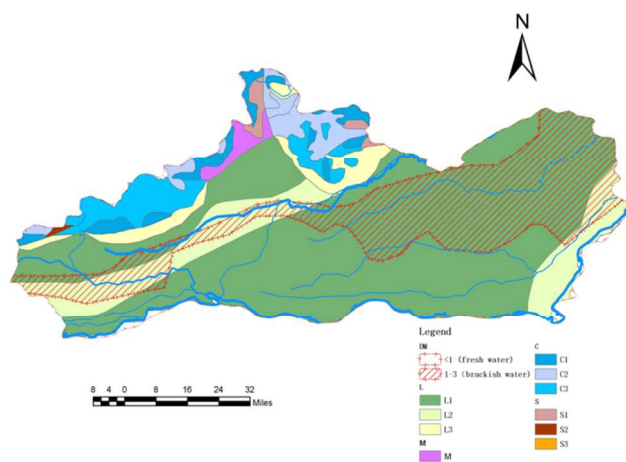 N
Legend
DM
<1 (fresh water)
1-3 (brackish water)
L
L1
L2
L3
M
M
C
C1
C2
C3
S
S1
S2
S3
8 4 0 8 16 24 32
Miles